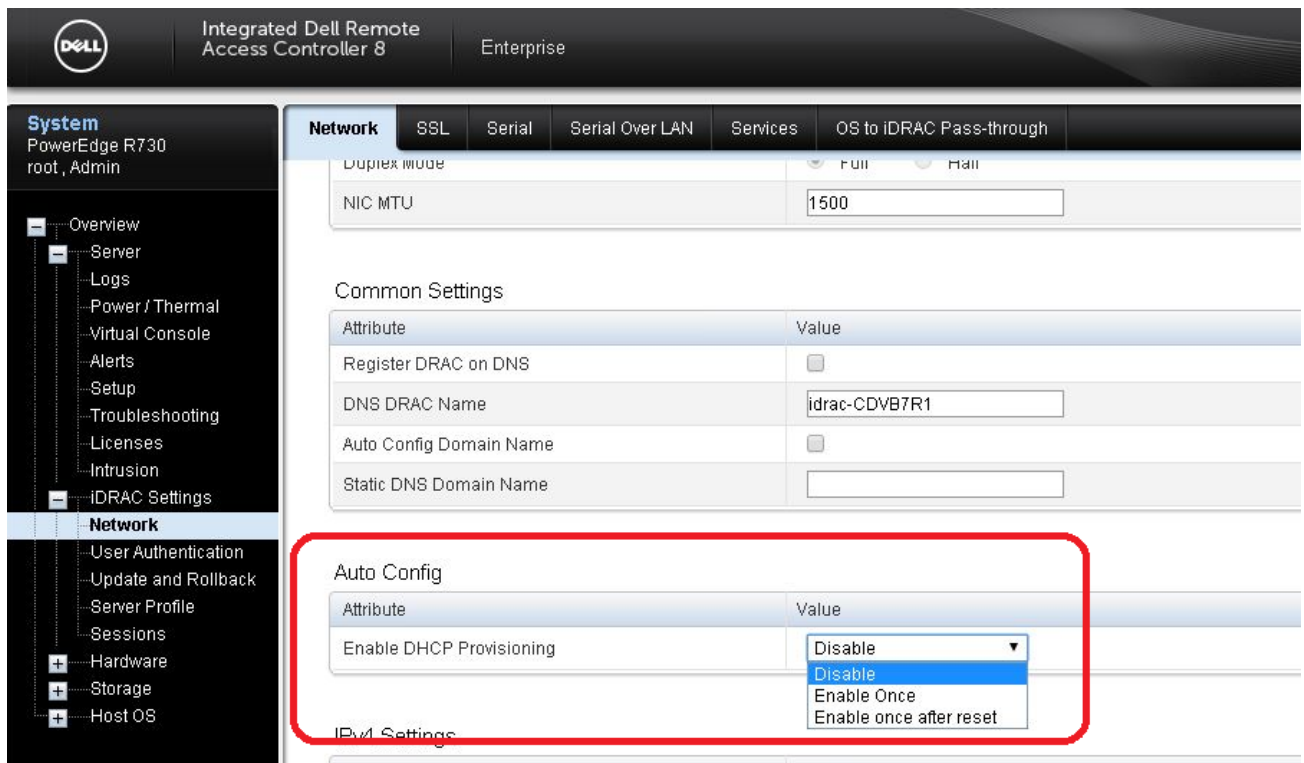 DELL
Integrated Dell Remote
Access Controller 8
Enterprise
System
PowerEdge R730
root , Admin
Overview
Server
Logs
Power / Thermal
Virtual Console
Alerts
Setup
Troubleshooting
Licenses
Intrusion
iDRAC Settings
Network
User Authentication
Update and Rollback
Server Profile
Sessions
Hardware
Storage
Host OS
Network SSL Serial Serial Over LAN Services OS to iDRAC Pass-through
Duplex Mode Full Half
NIC MTU 1500
Common Settings
Attribute Value
Register DRAC on DNS
DNS DRAC Name idrac-CDVB7R1
Auto Config Domain Name
Static DNS Domain Name
Auto Config
Attribute Value
Enable DHCP Provisioning Disable
Disable
Enable Once
Enable once after reset
IPv4 Settings